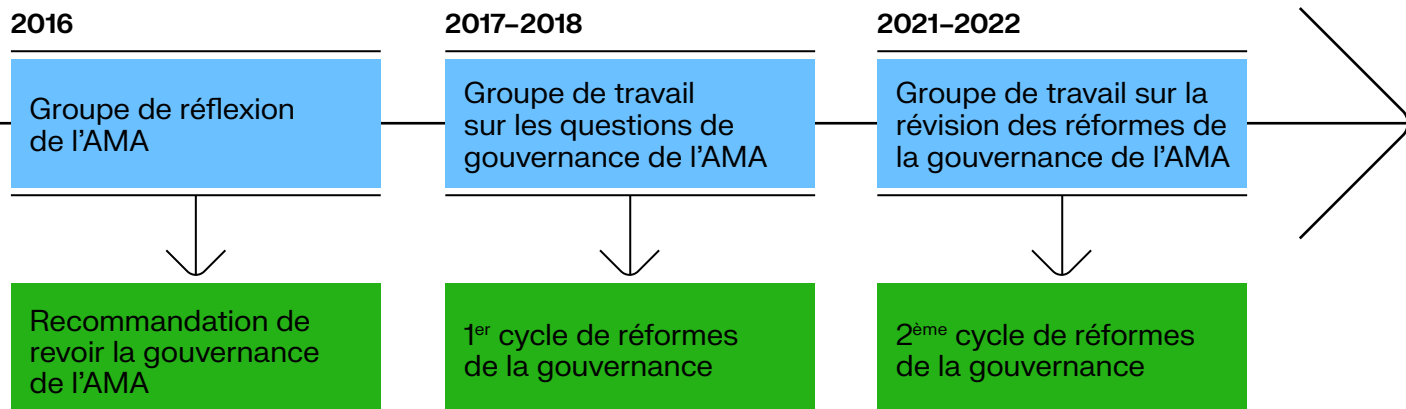 2016
Groupe de réflexion
de l’AMA
Recommandation de
revoir la gouvernance
de l’AMA
2017–2018
Groupe de travail
sur les questions de
gouvernance de l’AMA
1er cycle de réformes
de la gouvernance
2021–2022
Groupe de travail sur la
révision des réformes de
la gouvernance de l’AMA
2ème cycle de réformes
de la gouvernance